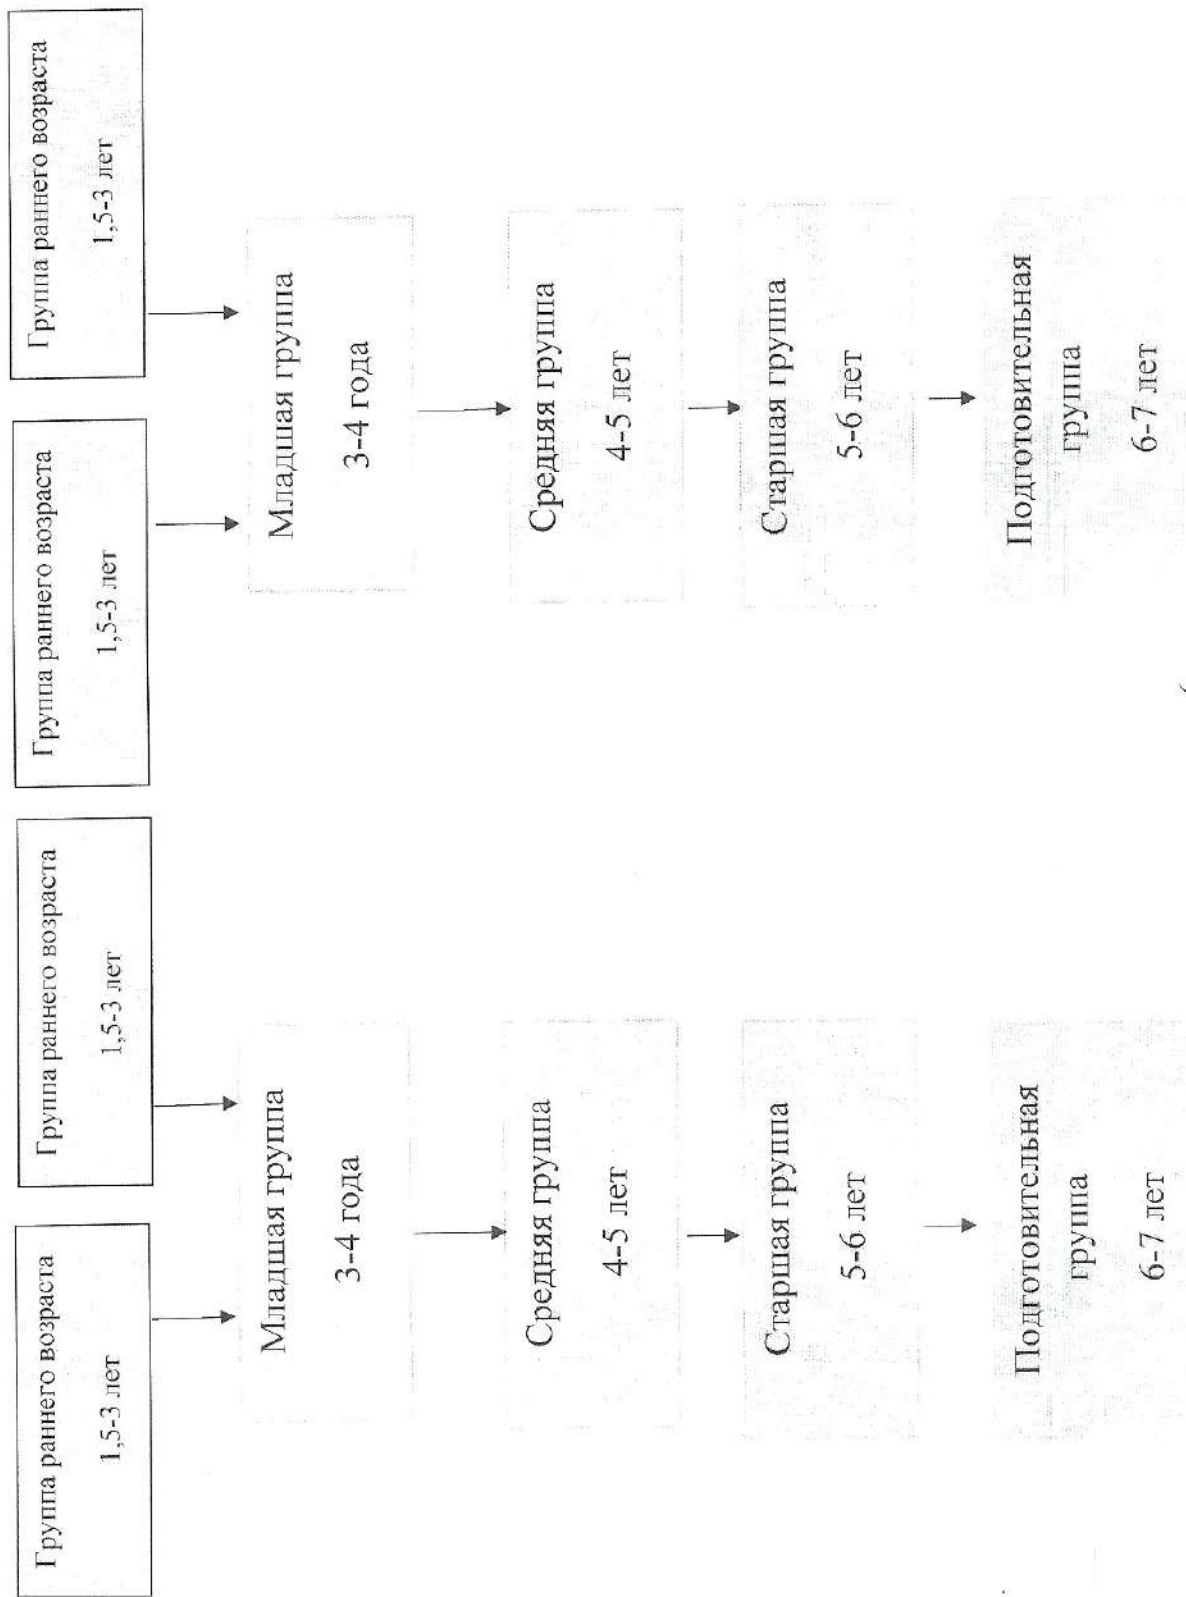 Группа раннего возраста
1,5-3 лет
Группа раннего возраста
1,5-3 лет
Группа раннего возраста
1,5-3 лет
Группа раннего возраста
1,5-3 лет
Младшая группа
3-4 года
Младшая группа
3-4 года
Средняя группа
4-5 лет
Средняя группа
4-5 лет
Старшая группа
5-6 лет
Старшая группа
5-6 лет
Подготовительная
группа
6-7 лет
Подготовительная
группа
6-7 лет